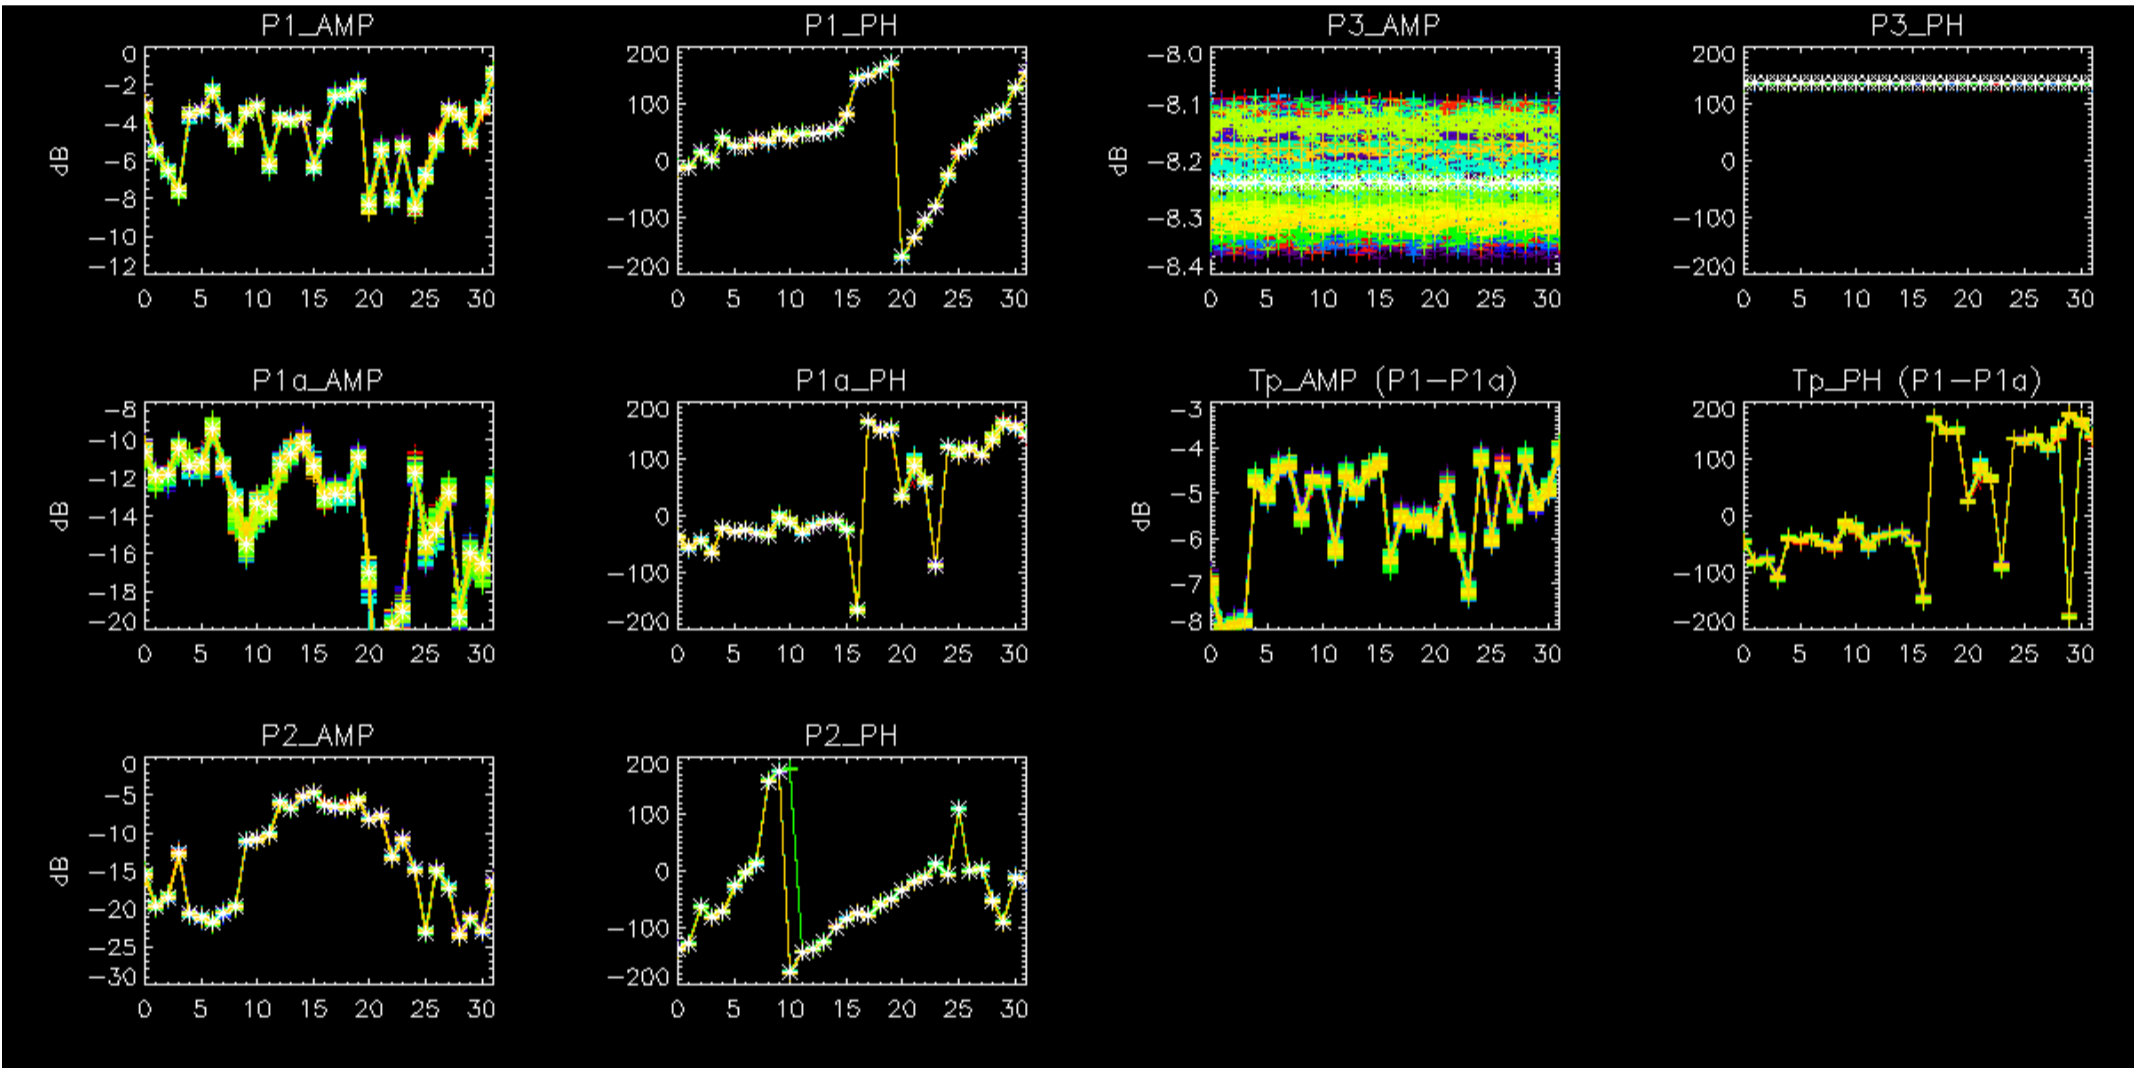 P1_AMP
0
-2
-4
-6
-8
-10
-12
dB
0 5 10 15 20 25 30
P1_PH
200
100
0
-100
-200
0 5 10 15 20 25 30
P3_AMP
-8.0
-8.1
-8.2
-8.3
-8.4
dB
0 5 10 15 20 25 30
P3_PH
200
100
0
-100
-200
0 5 10 15 20 25 30
P1a_AMP
-8
-10
-12
-14
-16
-18
-20
dB
0 5 10 15 20 25 30
P1a_PH
200
100
0
-100
-200
0 5 10 15 20 25 30
Tp_AMP (P1-P1a)
-3
-4
-5
-6
-7
-8
dB
0 5 10 15 20 25 30
Tp_PH (P1-P1a)
200
100
0
-100
-200
0 5 10 15 20 25 30
P2_AMP
0
-5
-10
-15
-20
-25
-30
dB
0 5 10 15 20 25 30
P2_PH
200
100
0
-100
-200
0 5 10 15 20 25 30